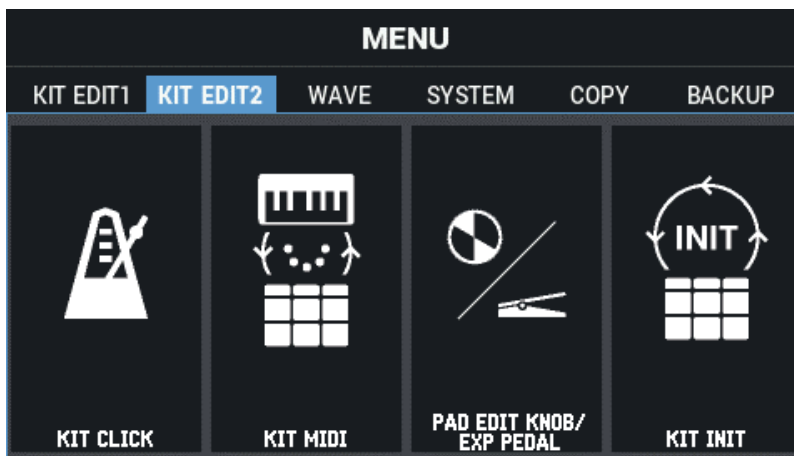 MENU
KIT EDIT1 KIT EDIT2 WAVE SYSTEM COPY BACKUP
INIT
KIT CLICK KIT MIDI PAD EDIT KNOB/
EXP PEDAL KIT INIT